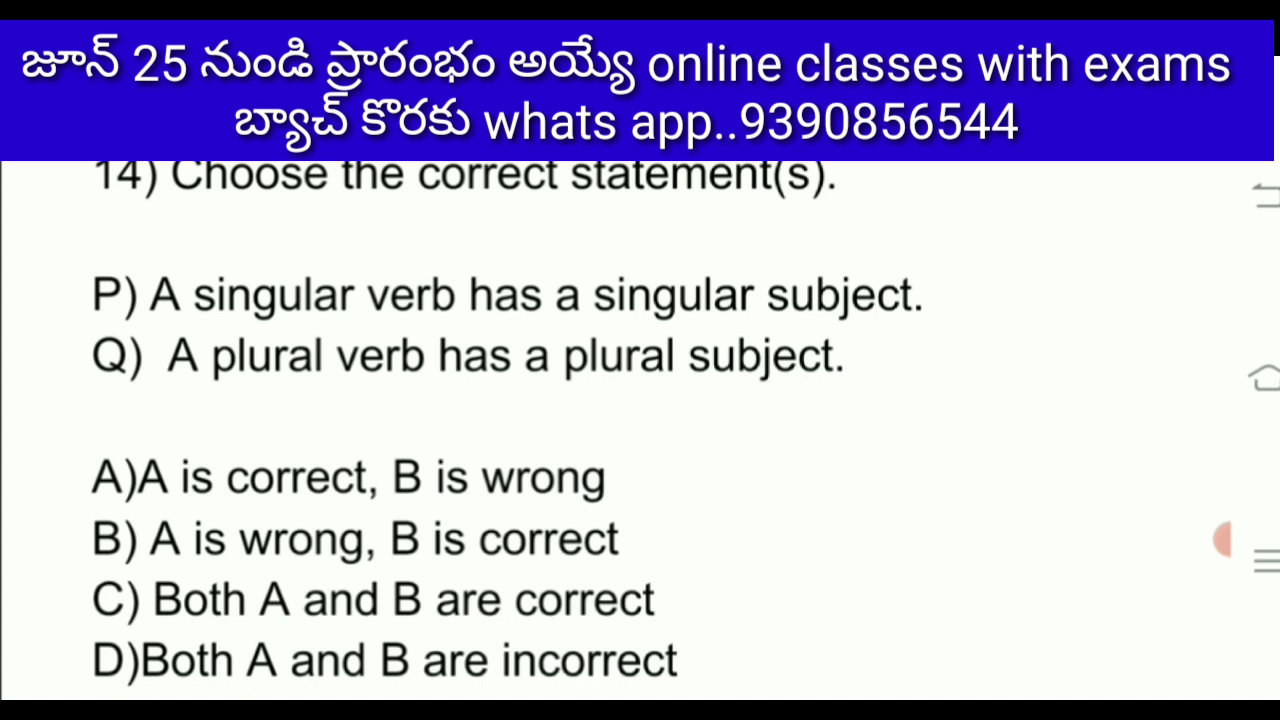 జూన్ 25 నుండి ప్రారంభం అయ్యే online classes with exams
బ్యాచ్ కొరకు whats app..9390856544
14) Choose the correct statement(s).
P) A singular verb has a singular subject.
Q) A plural verb has a plural subject.
A)A is correct, B is wrong
B) A is wrong, B is correct
C) Both A and B are correct
D)Both A and B are incorrect